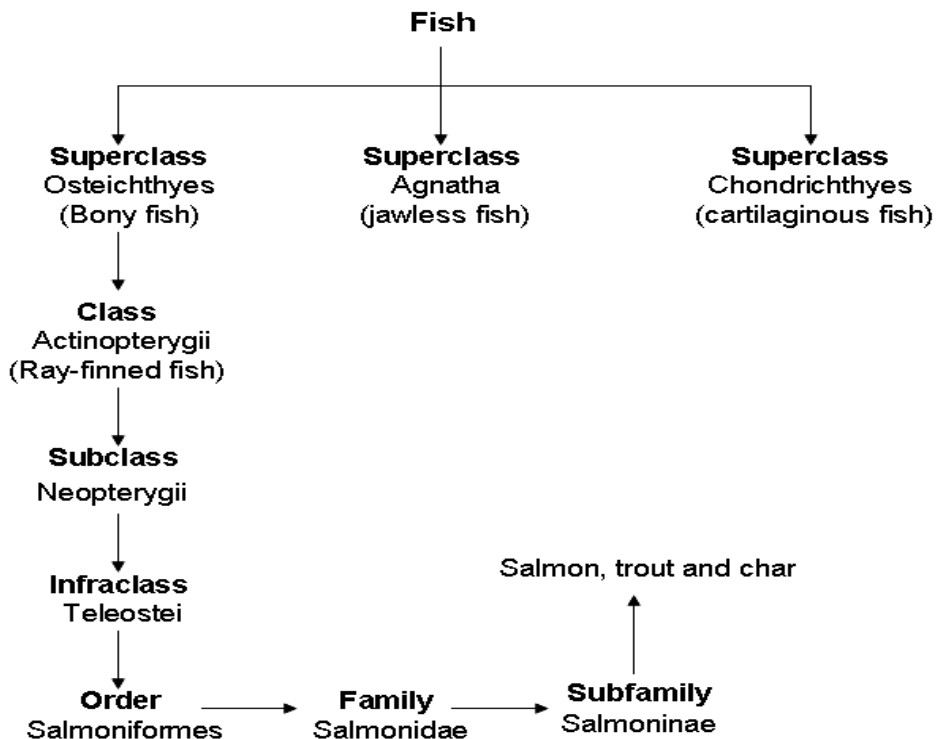 Fish
Superclass
Osteichthyes
(Bony fish)
Superclass
Agnatha
(jawless fish)
Superclass
Chondrichthyes
(cartilaginous fish)
Class
Actinopterygii
(Ray-finned fish)
Subclass
Neopterygii
Infraclass
Teleostei
Order
Salmoniformes
Family
Salmonidae
Subfamily
Salmoninae
Salmon, trout and char